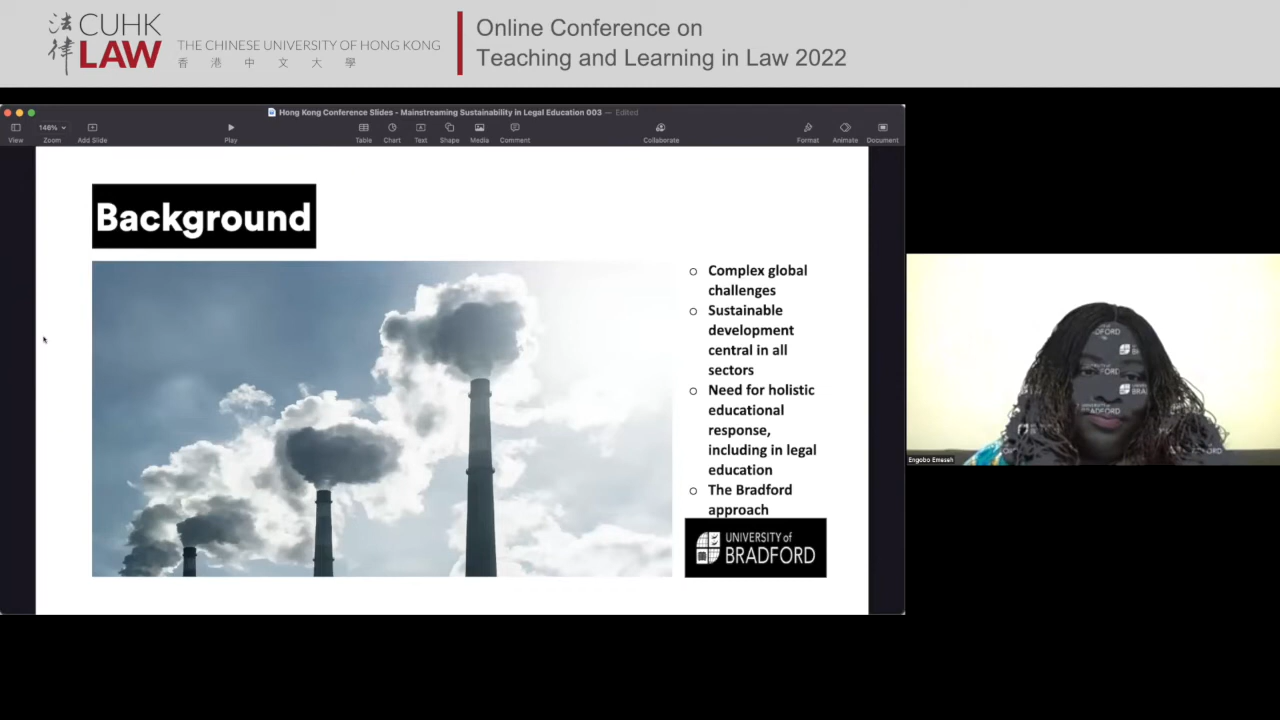 法律
CUHK
LAW
THE CHINESE UNIVERSITY OF HONG KONG
香港中文大學
Online Conference on
Teaching and Learning in Law 2022
Hong Kong Conference Slides - Mainstreaming Sustainability in Legal Education 003 — Edited
146%
View
Zoom
Add Slide
Play
Table
Chart
Text
Shape
Media
Comment
Collaborate
Format
Animate
Document
Background
Complex global
challenges
Sustainable
development
central in all
sectors
Need for holistic
educational
response,
including in legal
education
The Bradford
approach
UNIVERSITY of
BRADFORD
Engobo Emeseh